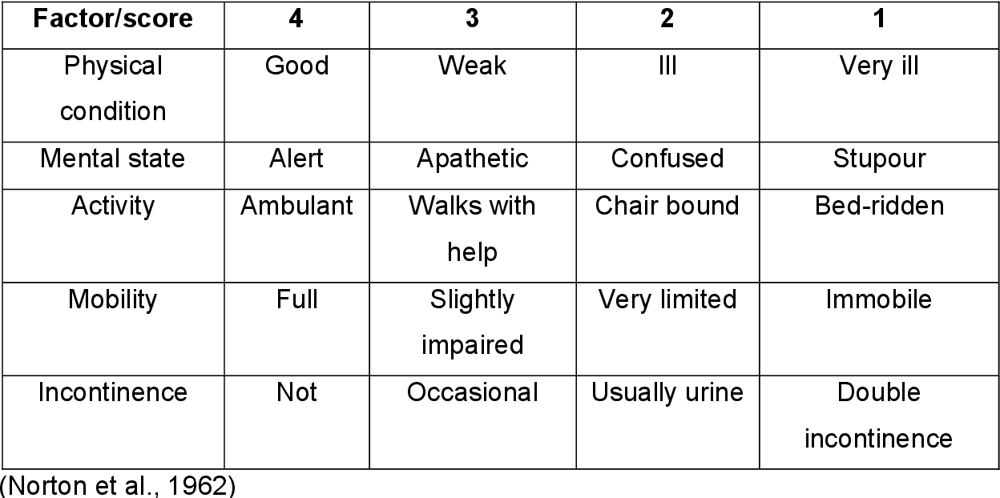 Factor/score 4 3 2 1
Physical Good Weak Ill Very ill
condition
Mental state Alert Apathetic Confused Stupour
Activity Ambulant Walks with Chair bound Bed-ridden
help
Mobility Full Slightly Very limited Immobile
impaired
Incontinence Not Occasional Usually urine Double
incontinence
(Norton et al., 1962)